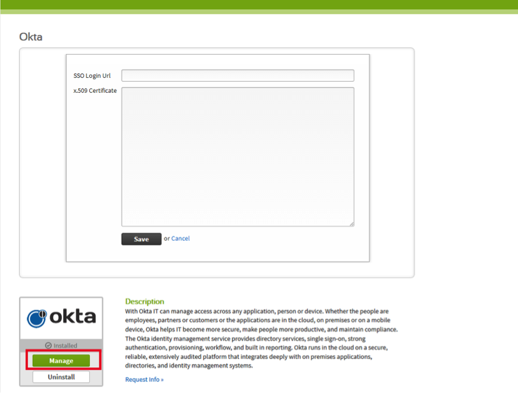 Okta
SSO Login Url
x.509 Certificate
Save or Cancel
okta
Installed
Manage
Uninstall
Description
With Okta IT can manage access across any application, person or device. Whether the people are
employees, partners or customers or the applications are in the cloud, on premises or on a mobile
device, Okta helps IT become more secure, make people more productive, and maintain compliance.
The Okta identity management service provides directory services, single sign-on, strong
authentication, provisioning, workflow, and built in reporting. Okta runs in the cloud on a secure,
reliable, extensively audited platform that integrates deeply with on premises applications,
directories, and identity management systems.
Request Info »